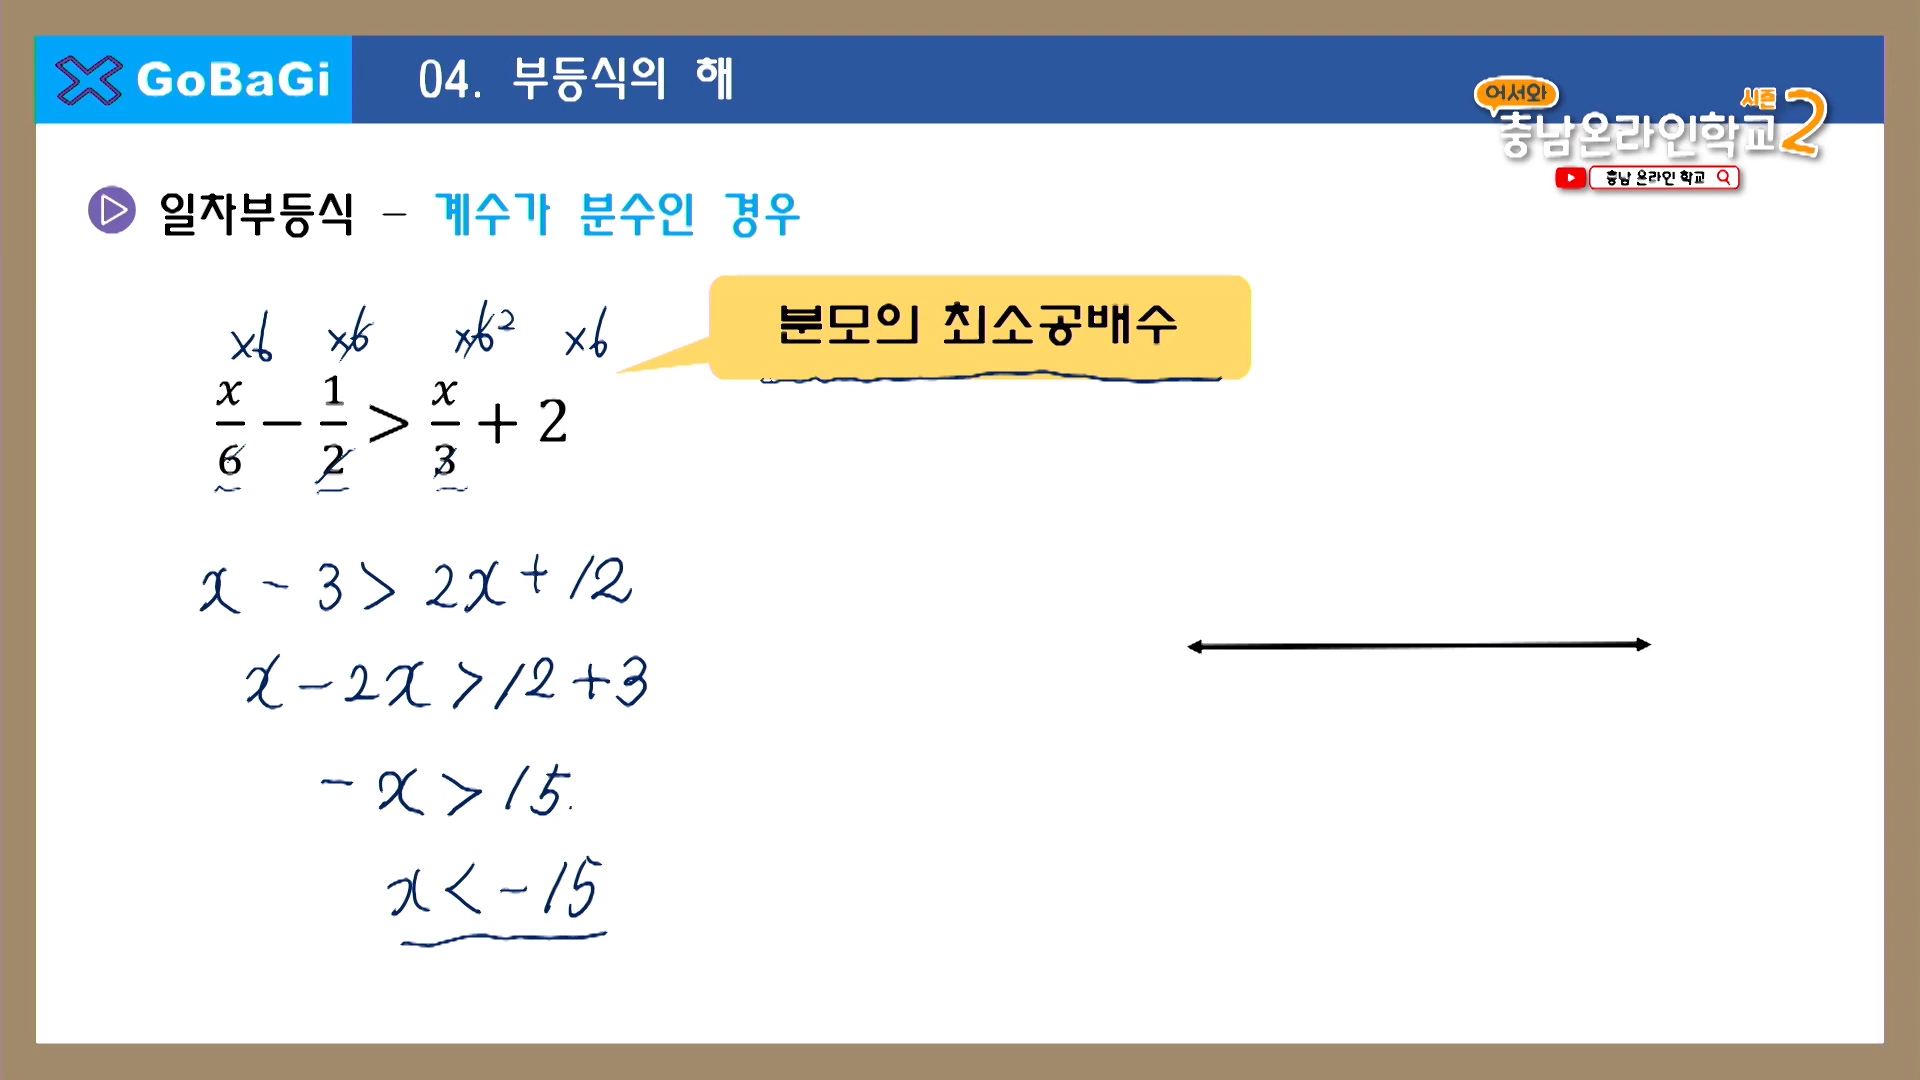 GoBaGi
04. 부등식의 해
어서와
시즌2
충남온라인학교
충남 온라인 학교
일차부등식 – 계수가 분수인 경우
분모의 최소공배수
×6 ×6 ×6 2 ×6
x/6 − 1/2 > x/3 + 2
x - 3 > 2x + 12
x - 2x > 12 + 3
- x > 15.
x < - 15